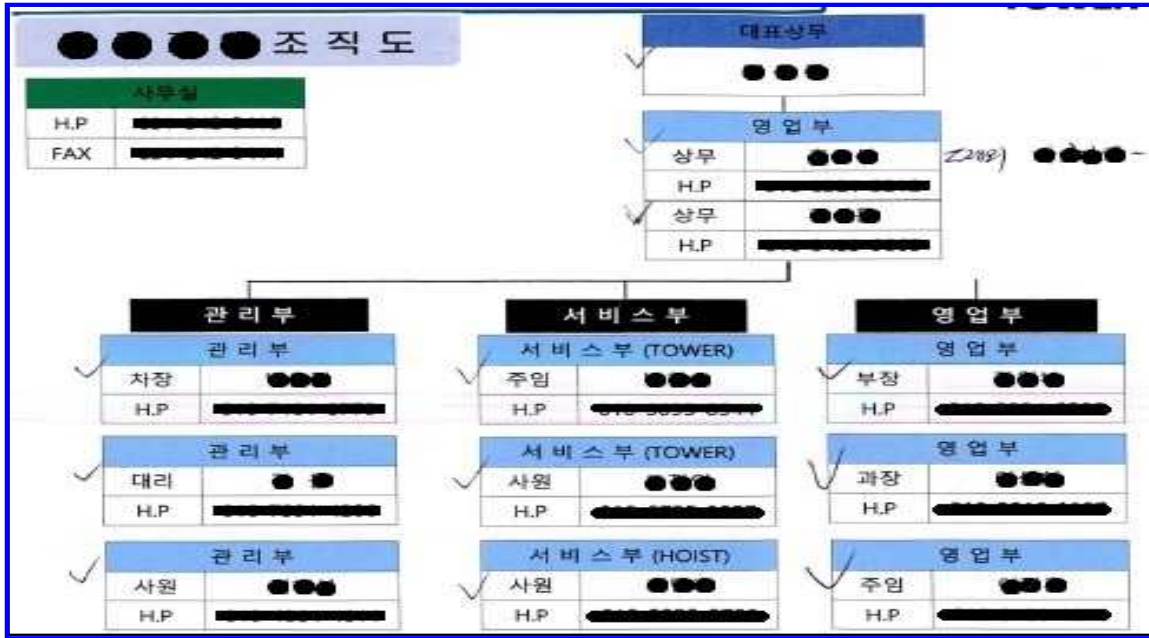 조직도
대표상무
사무실
H.P
FAX
영업부
상무
H.P
상무
H.P
관리부 서비스부 영업부
관리부 서비스부 (TOWER) 영업부
차장 주임 부장
H.P H.P H.P
관리부 서비스부 (TOWER) 영업부
대리 사원 과장
H.P H.P H.P
관리부 서비스부 (HOIST) 영업부
사원 사원 주임
H.P H.P H.P